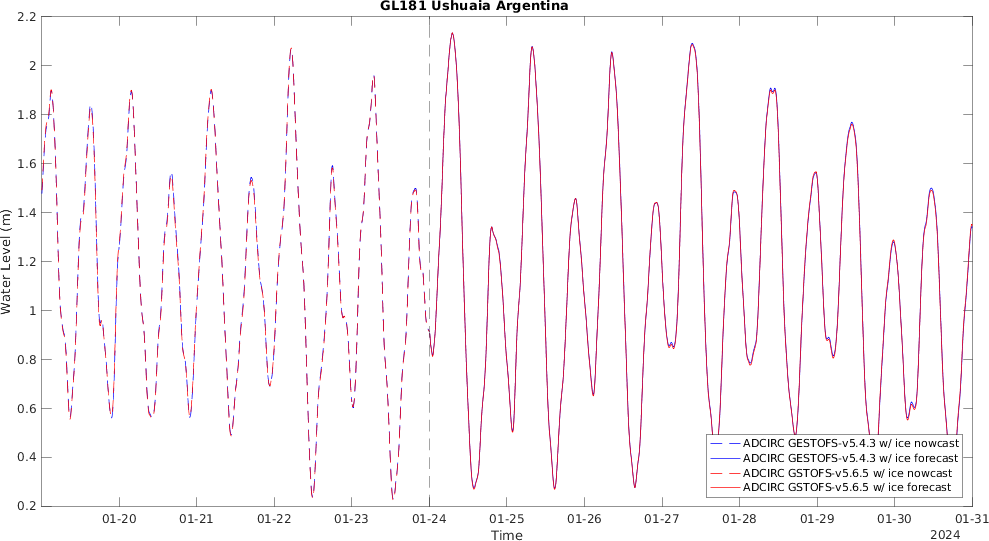 GL181 Ushuaia Argentina
2.2
2
1.8
1.6
1.4
1.2
1
0.8
0.6
0.4
0.2
Water Level (m)
ADCIRC GESTOFS-v5.4.3 w/ ice nowcast
ADCIRC GESTOFS-v5.4.3 w/ ice forecast
ADCIRC GSTOFS-v5.6.5 w/ ice nowcast
ADCIRC GSTOFS-v5.6.5 w/ ice forecast
01-20 01-21 01-22 01-23 01-24 01-25 01-26 01-27 01-28 01-29 01-30 01-31
Time
2024